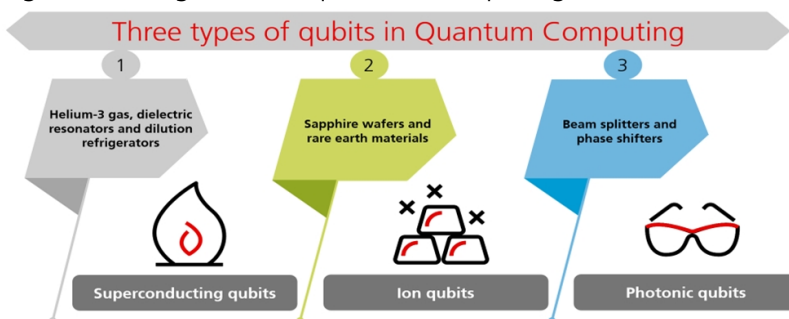 Three types of qubits in Quantum Computing
1
Helium-3 gas, dielectric
resonators and dilution
refrigerators
2
Sapphire wafers and
rare earth materials
3
Beam splitters and
phase shifters
Superconducting qubits
Ion qubits
Photonic qubits